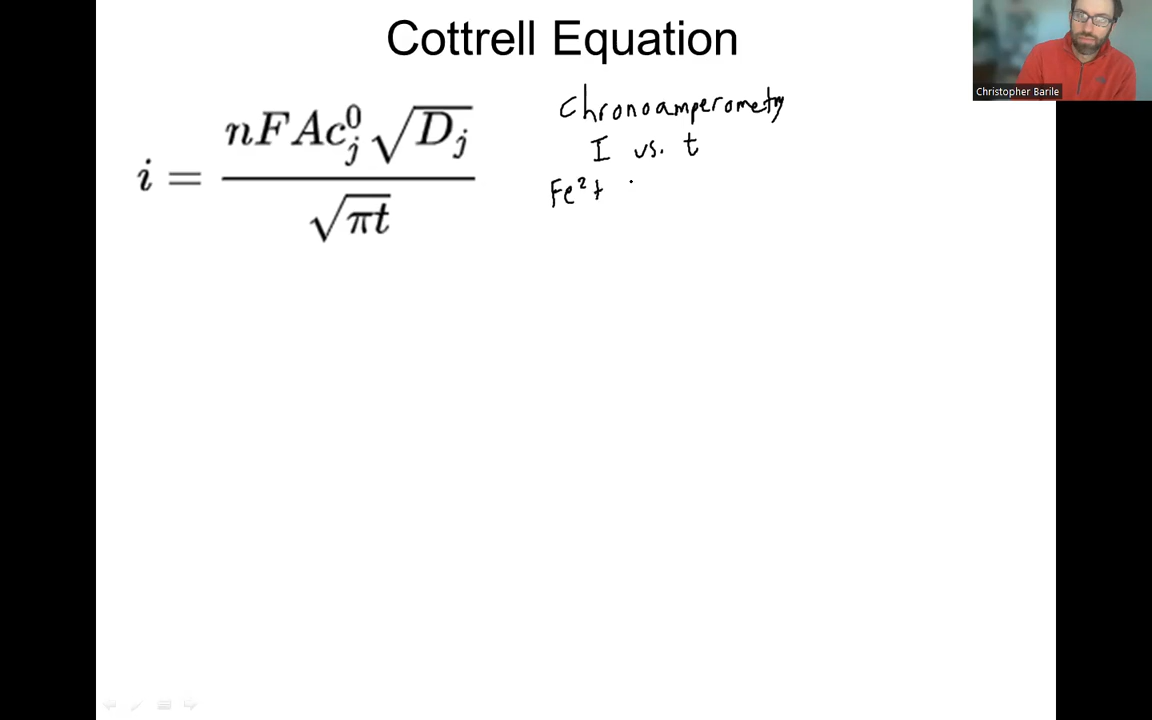 Cottrell Equation
i = nFAc_j^0 √D_j / √πt
Chronoamperometry
I vs. t
Fe²⁺
Christopher Barile